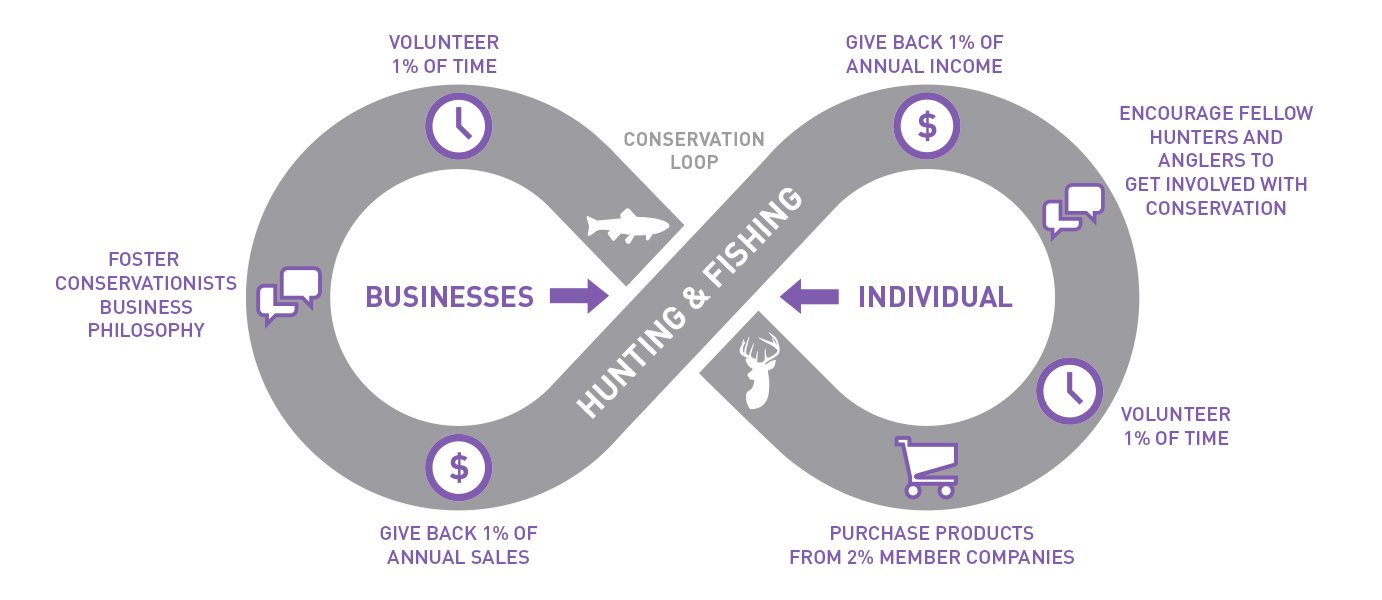 VOLUNTEER
1% OF TIME
GIVE BACK 1% OF
ANNUAL INCOME
CONSERVATION
LOOP
ENCOURAGE FELLOW
HUNTERS AND
ANGLERS TO
GET INVOLVED WITH
CONSERVATION
HUNTING & FISHING
FOSTER
CONSERVATIONISTS
BUSINESS
PHILOSOPHY
BUSINESSES
INDIVIDUAL
VOLUNTEER
1% OF TIME
GIVE BACK 1% OF
ANNUAL SALES
PURCHASE PRODUCTS
FROM 2% MEMBER COMPANIES
$
$